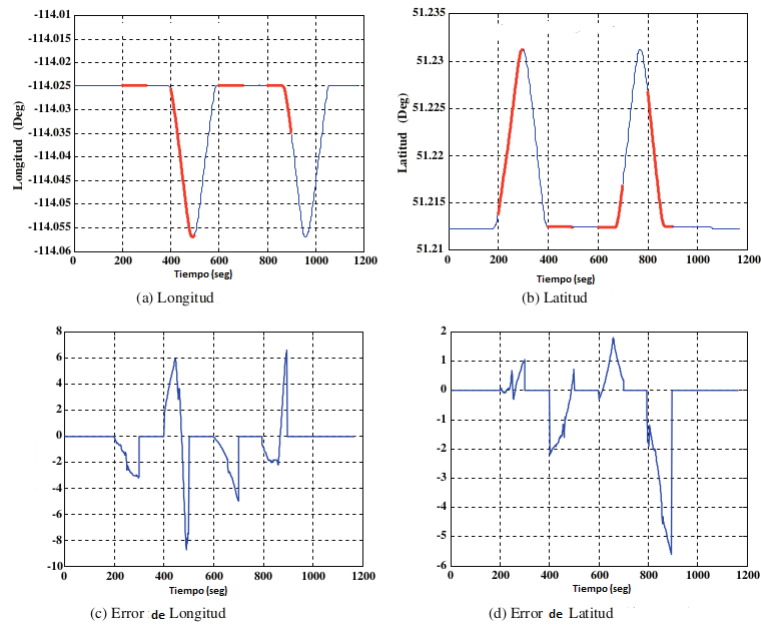 -114.01
-114.015
-114.02
-114.025
-114.03
-114.035
-114.04
-114.045
-114.05
-114.055
-114.06
Longitud (Deg)
0 200 400 600 800 1000 1200
Tiempo (seg)
(a) Longitud
51.235
51.23
51.225
51.22
51.215
51.21
Latitud (Deg)
0 200 400 600 800 1000 1200
Tiempo (seg)
(b) Latitud
8
6
4
2
0
-2
-4
-6
-8
-10
0 200 400 600 800 1000 1200
Tiempo (seg)
(c) Error de Longitud
2
1
0
-1
-2
-3
-4
-5
-6
0 200 400 600 800 1000 1200
Tiempo (seg)
(d) Error de Latitud